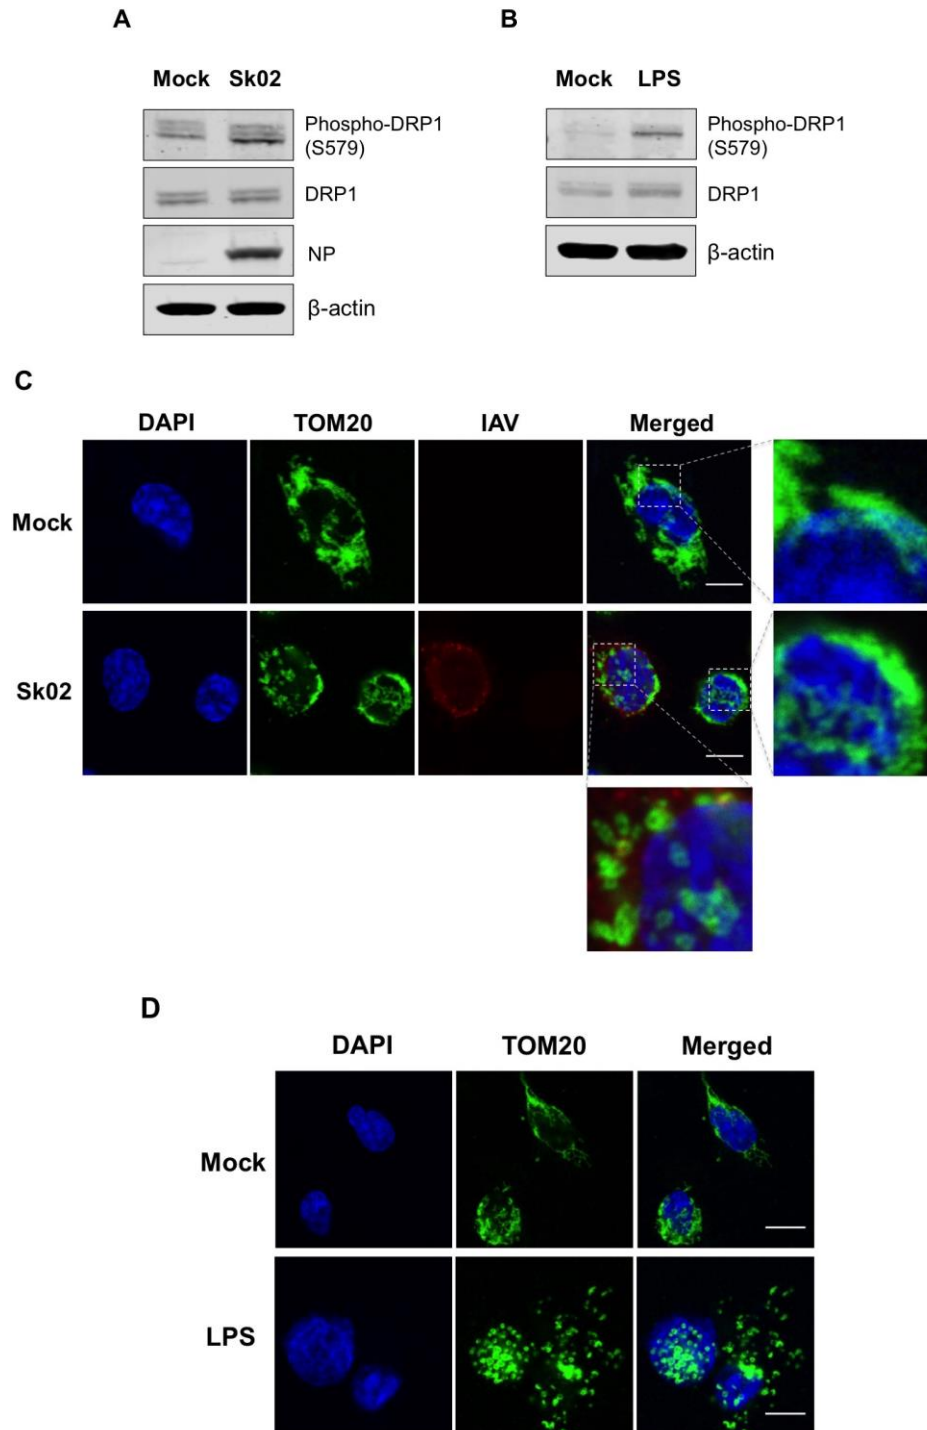 A
B
Mock Sk02
Mock LPS
Phospho-DRP1
(S579)
DRP1
NP
β-actin
Phospho-DRP1
(S579)
DRP1
β-actin
C
DAPI TOM20 IAV Merged
Mock
Sk02
D
DAPI TOM20 Merged
Mock
LPS